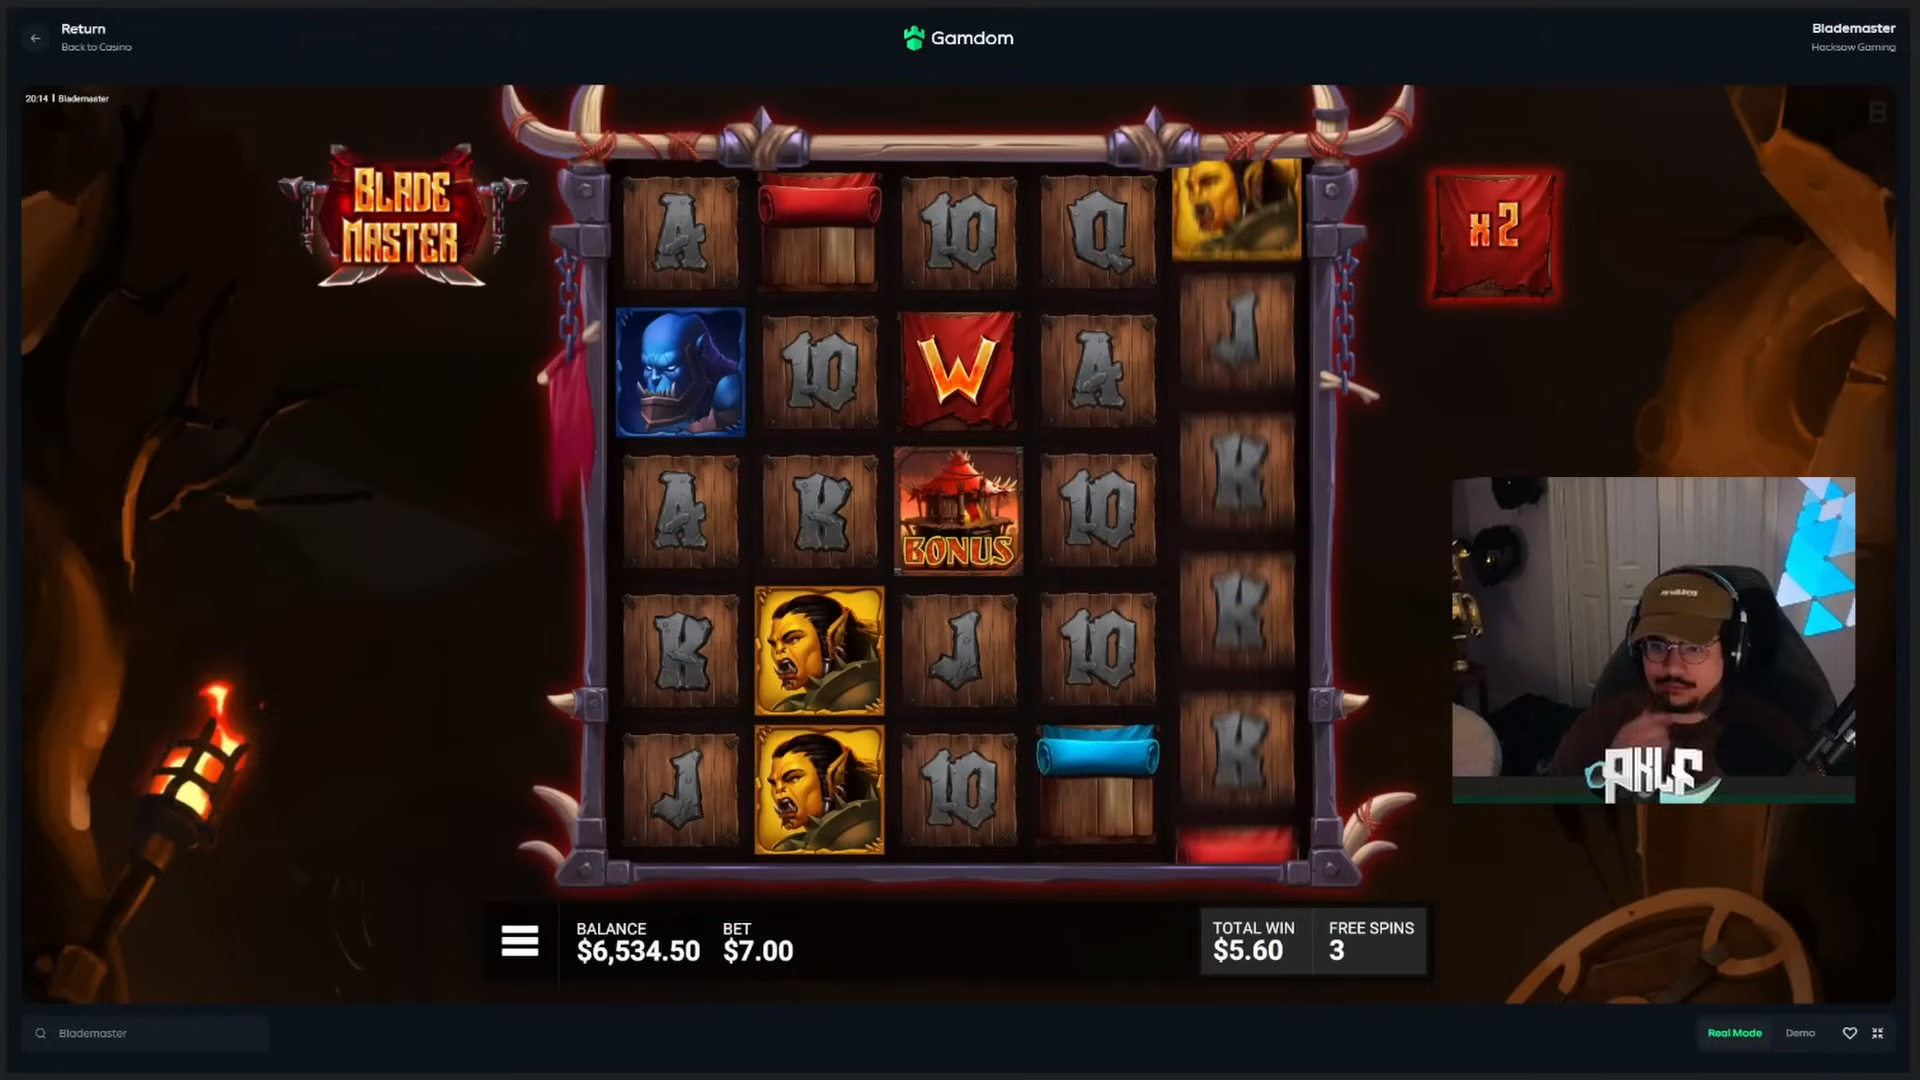 Return
Back to Casino
Gamdom
Blademaster
Hacksaw Gaming
20:14 | Blademaster
B
BLADE
MASTER
A
10
Q
x2
10
W
A
J
A
K
BONUS
10
K
K
J
10
K
J
10
K
BALANCE
$6,534.50
BET
$7.00
TOTAL WIN
$5.60
FREE SPINS
3
Blademaster
Real Mode
Demo